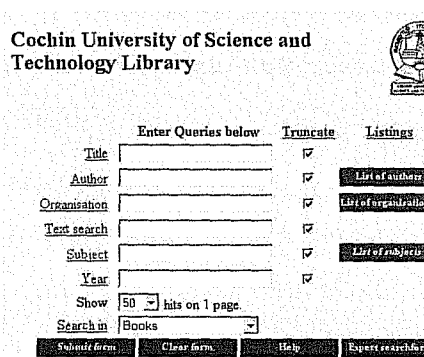 Cochin University of Science and
Technology Library
Enter Queries below Truncate Listings
Title
Author List of authors
Organisation List of organisatio
Text search
Subject List of subjects
Year
Show 50 hits on 1 page.
Search in Books
Submit form Clear form Help Expert searchfor